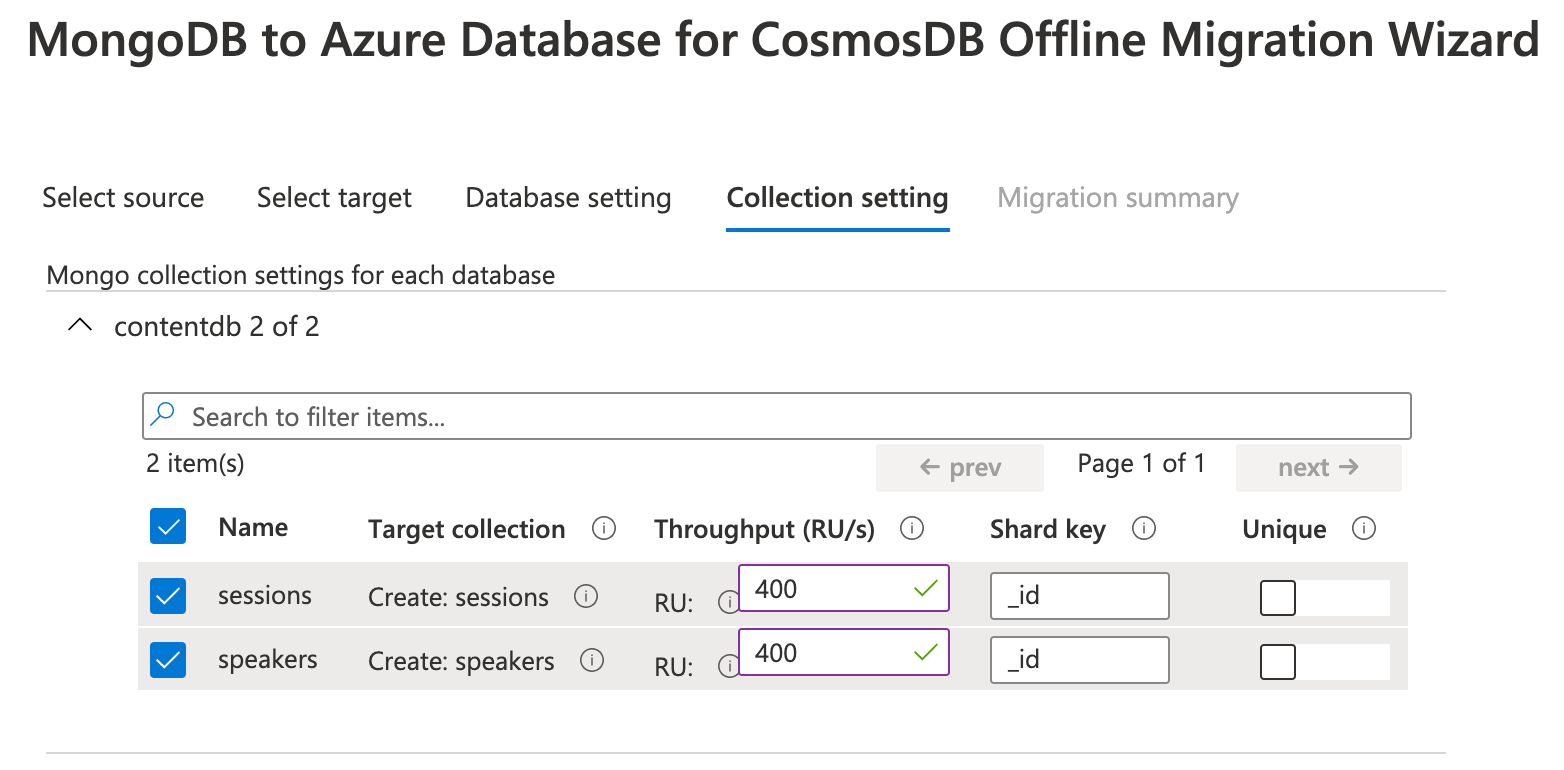 MongoDB to Azure Database for CosmosDB Offline Migration Wizard
Select source Select target Database setting Collection setting Migration summary
Mongo collection settings for each database
contentdb 2 of 2
Search to filter items...
2 item(s) ← prev Page 1 of 1 next →
Name Target collection Throughput (RU/s) Shard key Unique
sessions Create: sessions RU: 400 _id
speakers Create: speakers RU: 400 _id